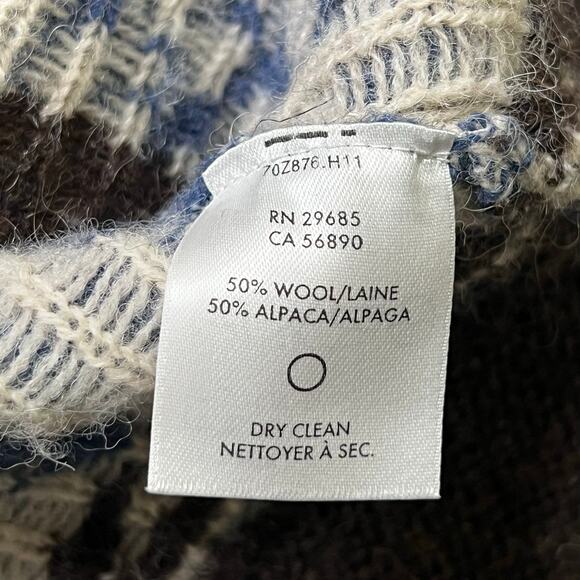 70Z876.H11
RN 29685
CA 56890
50% WOOL/LAINE
50% ALPACA/ALPAGA
DRY CLEAN
NETTOYER À SEC.